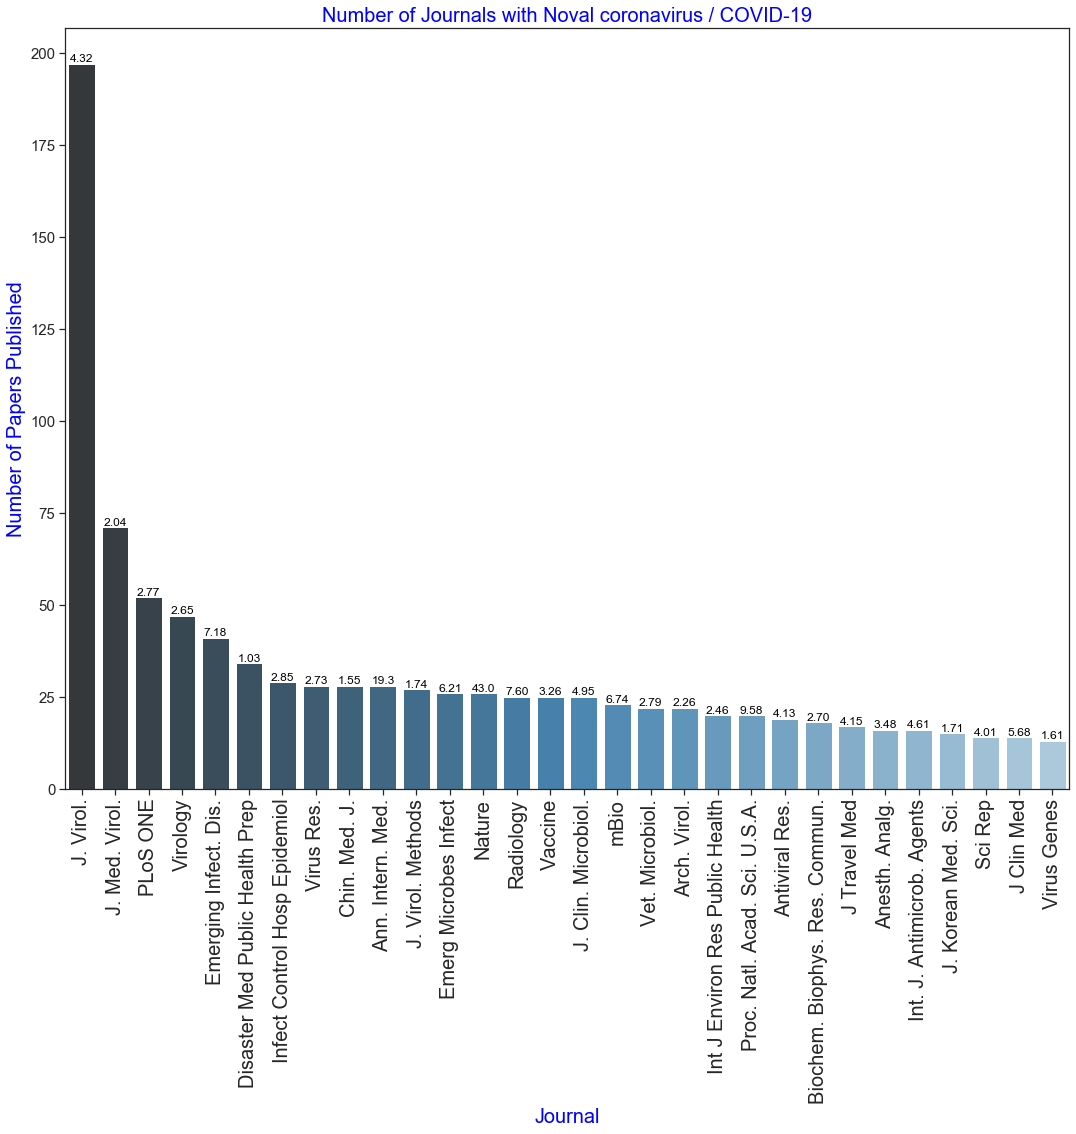 Number of Journals with Noval coronavirus / COVID-19
Number of Papers Published
200
175
150
125
100
75
50
25
0
4.32
2.04
2.77
2.65
7.18
1.03
2.85
2.73
1.55
19.3
1.74
6.21
43.0
7.60
3.26
4.95
6.74
2.79
2.26
2.46
9.58
4.13
2.70
4.15
3.48
4.61
1.71
4.01
5.68
1.61
J. Virol.
J. Med. Virol.
PLoS ONE
Virology
Emerging Infect. Dis.
Disaster Med Public Health Prep
Infect Control Hosp Epidemiol
Virus Res.
Chin. Med. J.
Ann. Intern. Med.
J. Virol. Methods
Emerg Microbes Infect
Nature
Radiology
Vaccine
J. Clin. Microbiol.
mBio
Vet. Microbiol.
Arch. Virol.
Int J Environ Res Public Health
Proc. Natl. Acad. Sci. U.S.A.
Antiviral Res.
Biochem. Biophys. Res. Commun.
J Travel Med
Anesth. Analg.
Int. J. Antimicrob. Agents
J. Korean Med. Sci.
Sci Rep
J Clin Med
Virus Genes
Journal